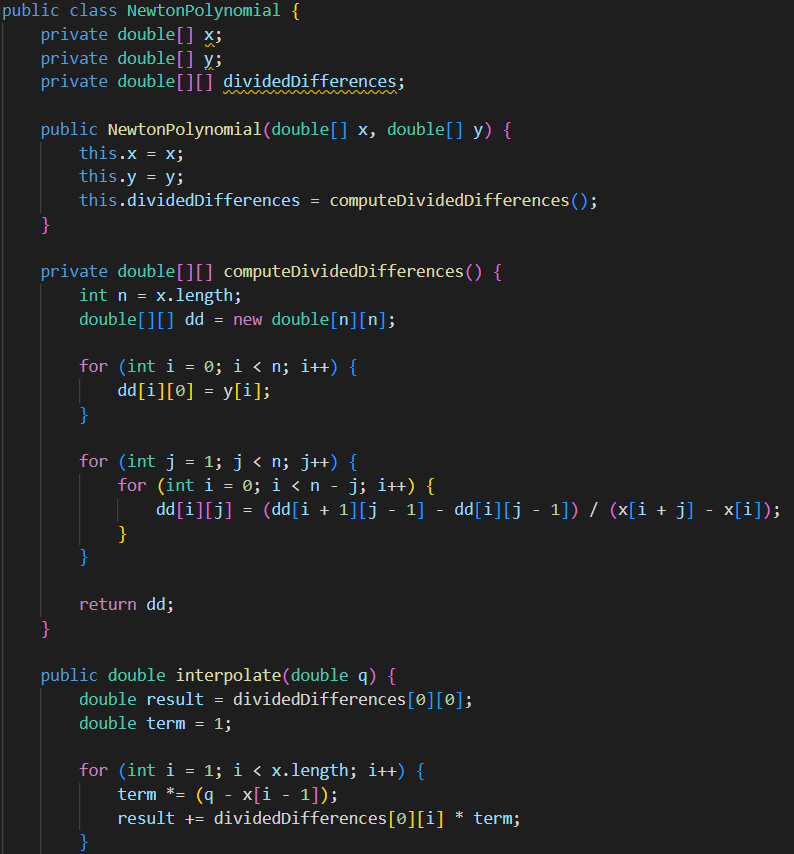 public class NewtonPolynomial {
    private double[] x;
    private double[] y;
    private double[][] dividedDifferences;

    public NewtonPolynomial(double[] x, double[] y) {
        this.x = x;
        this.y = y;
        this.dividedDifferences = computeDividedDifferences();
    }

    private double[][] computeDividedDifferences() {
        int n = x.length;
        double[][] dd = new double[n][n];

        for (int i = 0; i < n; i++) {
            dd[i][0] = y[i];
        }

        for (int j = 1; j < n; j++) {
            for (int i = 0; i < n - j; i++) {
                dd[i][j] = (dd[i + 1][j - 1] - dd[i][j - 1]) / (x[i + j] - x[i]);
            }
        }

        return dd;
    }

    public double interpolate(double q) {
        double result = dividedDifferences[0][0];
        double term = 1;

        for (int i = 1; i < x.length; i++) {
            term *= (q - x[i - 1]);
            result += dividedDifferences[0][i] * term;
        }